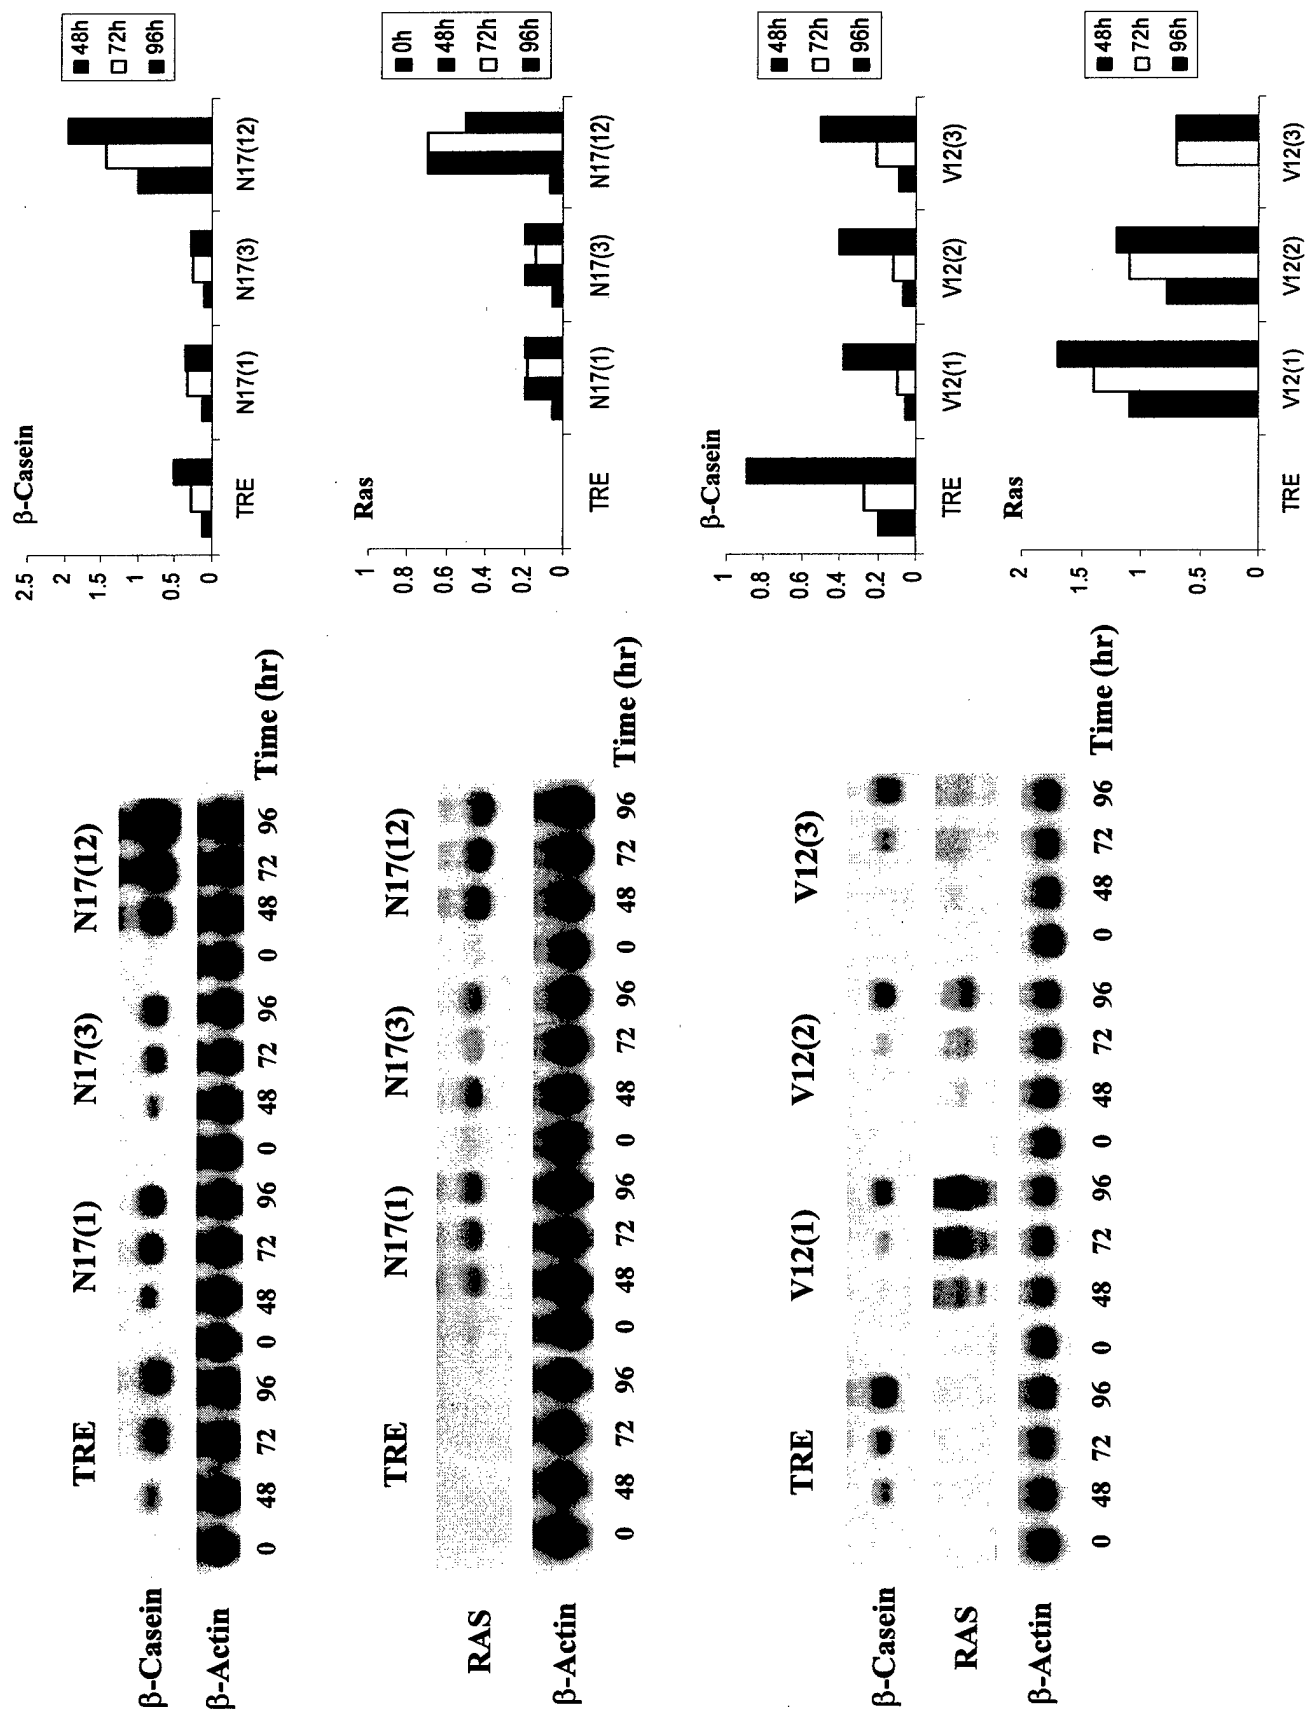 TRE N17(1) N17(3) N17(12)
β-Casein
β-Actin
0 48 72 96 0 48 72 96 0 48 72 96 0 48 72 96 Time (hr)
β-Casein
2.5
2
1.5
1
0.5
0
TRE N17(1) N17(3) N17(12)
48h
72h
96h
TRE N17(1) N17(3) N17(12)
RAS
β-Actin
0 48 72 96 0 48 72 96 0 48 72 96 0 48 72 96 Time (hr)
Ras
1
0.8
0.6
0.4
0.2
0
TRE N17(1) N17(3) N17(12)
0h
48h
72h
96h
TRE V12(1) V12(2) V12(3)
β-Casein
RAS
β-Actin
0 48 72 96 0 48 72 96 0 48 72 96 0 48 72 96 Time (hr)
β-Casein
1
0.8
0.6
0.4
0.2
0
TRE V12(1) V12(2) V12(3)
48h
72h
96h
Ras
2
1.5
1
0.5
0
TRE V12(1) V12(2) V12(3)
48h
72h
96h